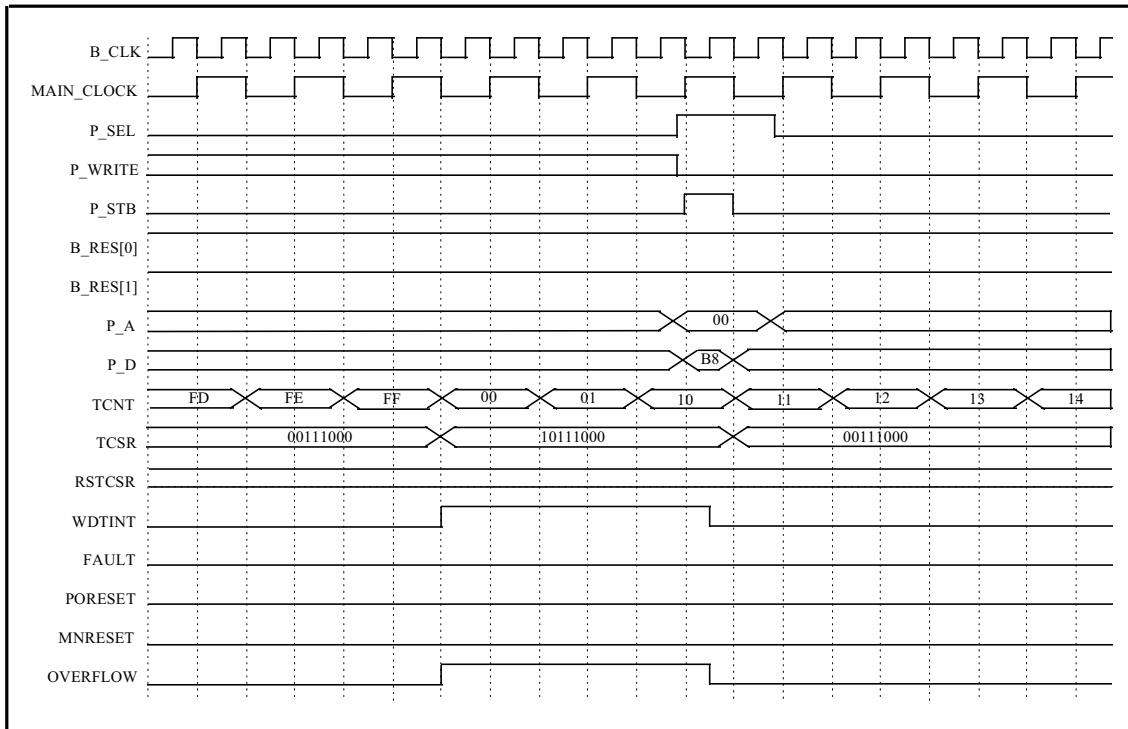 B_CLK
MAIN_CLOCK
P_SEL
P_WRITE
P_STB
B_RES[0]
B_RES[1]
P_A 00
P_D B8
TCNT FD FE FF 00 01 10 11 12 13 14
TCSR 00111000 10111000 00111000
RSTCSR
WDTINT
FAULT
PORESET
MNRESET
OVERFLOW